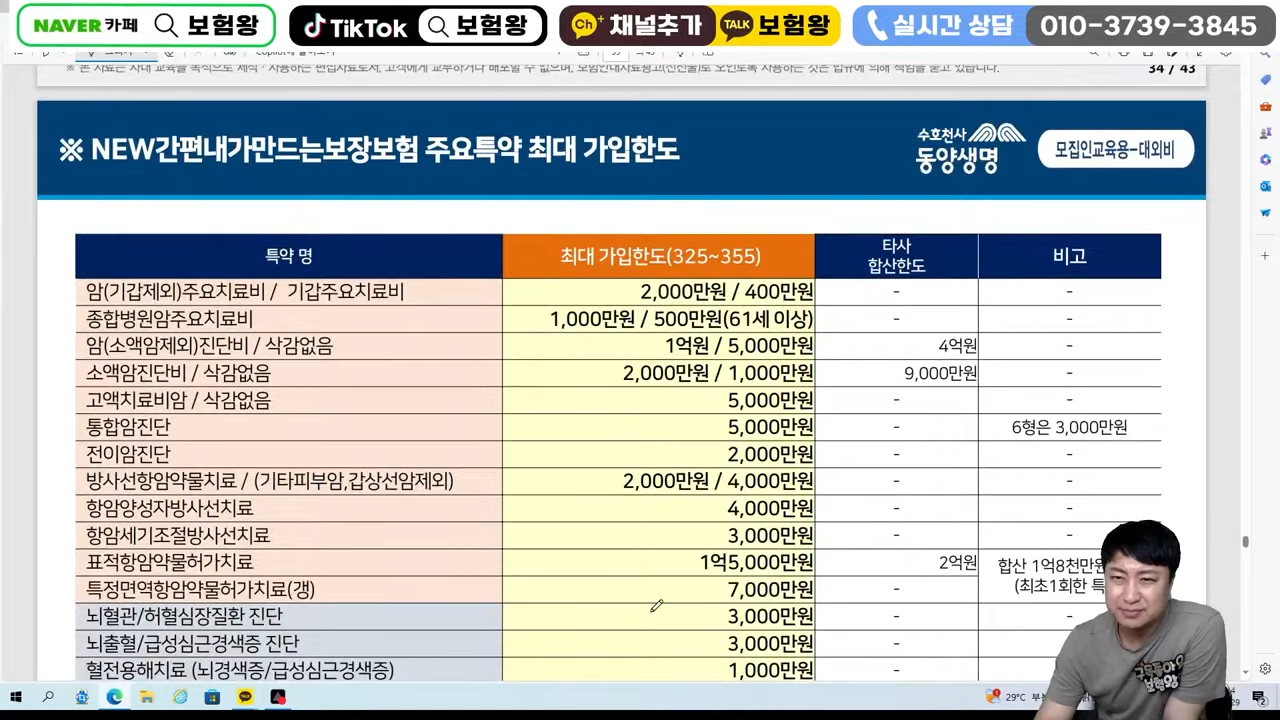 NAVER 카페 보험왕
TikTok 보험왕
Ch+ 채널추가 TALK 보험왕
실시간 상담 010-3739-3845
34 / 43
※ NEW간편내가만드는보장보험 주요특약 최대 가입한도
수호천사
동양생명
모집인교육용-대외비
특약 명 최대 가입한도(325~355) 타사 합산한도 비고
암(기갑제외)주요치료비 / 기갑주요치료비 2,000만원 / 400만원 - -
종합병원암주요치료비 1,000만원 / 500만원(61세 이상) - -
암(소액암제외)진단비 / 삭감없음 1억원 / 5,000만원 4억원 -
소액암진단비 / 삭감없음 2,000만원 / 1,000만원 9,000만원 -
고액치료비암 / 삭감없음 5,000만원 - -
통합암진단 5,000만원 - 6형은 3,000만원
전이암진단 2,000만원 - -
방사선항암약물치료 / (기타피부암,갑상선암제외) 2,000만원 / 4,000만원 - -
항암양성자방사선치료 4,000만원 - -
항암세기조절방사선치료 3,000만원 - -
표적항암약물허가치료 1억5,000만원 2억원 합산 1억8천만원
특정면역항암약물허가치료(갱) 7,000만원 - (최초1회한 특
뇌혈관/허혈심장질환 진단 3,000만원 - -
뇌출혈/급성심근경색증 진단 3,000만원 -
혈전용해치료 (뇌경색증/급성심근경색증) 1,000만원 -
보험왕
29°C